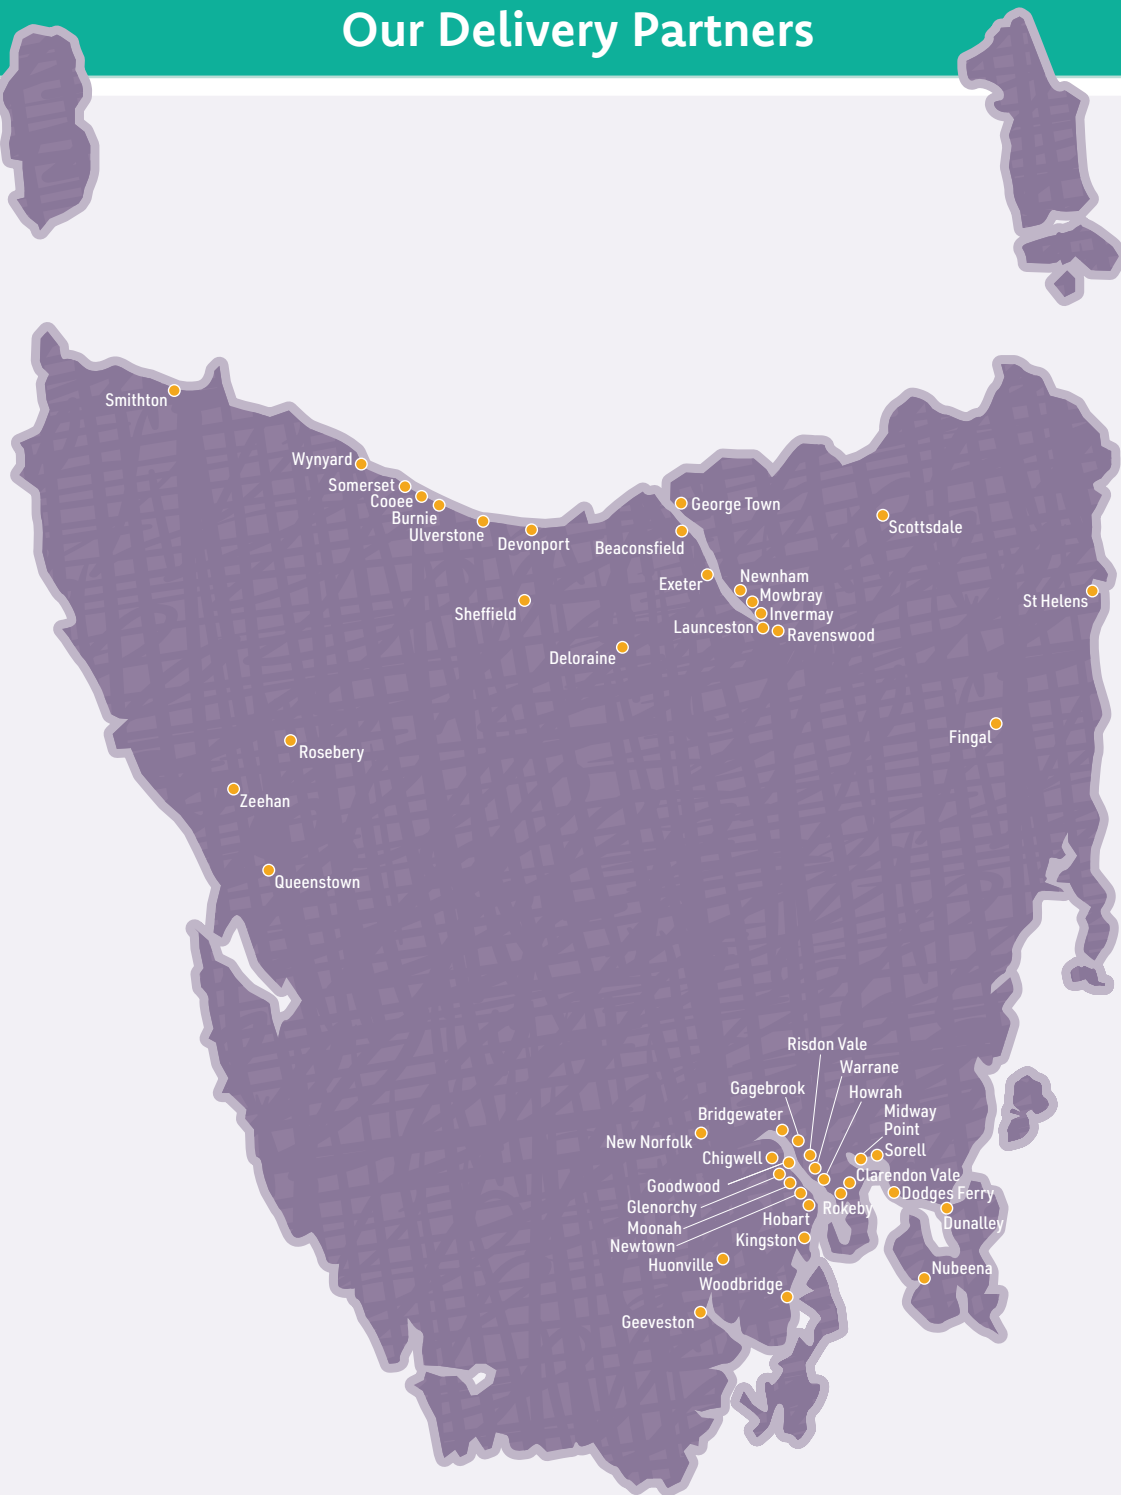 Our Delivery Partners
Smithton
Wynyard
Somerset
Cooee
Burnie
Ulverstone
Devonport
George Town
Scottsdale
Beaconsfield
Exeter
Newnham
Mowbray
Invermay
Launceston
Ravenswood
St Helens
Sheffield
Deloraine
Fingal
Rosebery
Zeehan
Queenstown
Risdon Vale
Warrane
Gagebrook
Howrah
Bridgewater
Midway
Point
New Norfolk
Sorell
Chigwell
Clarendon Vale
Goodwood
Dodges Ferry
Glenorchy
Rokeby
Hobart
Dunalley
Moonah
Kingston
Newtown
Huonville
Nubeena
Woodbridge
Geeveston